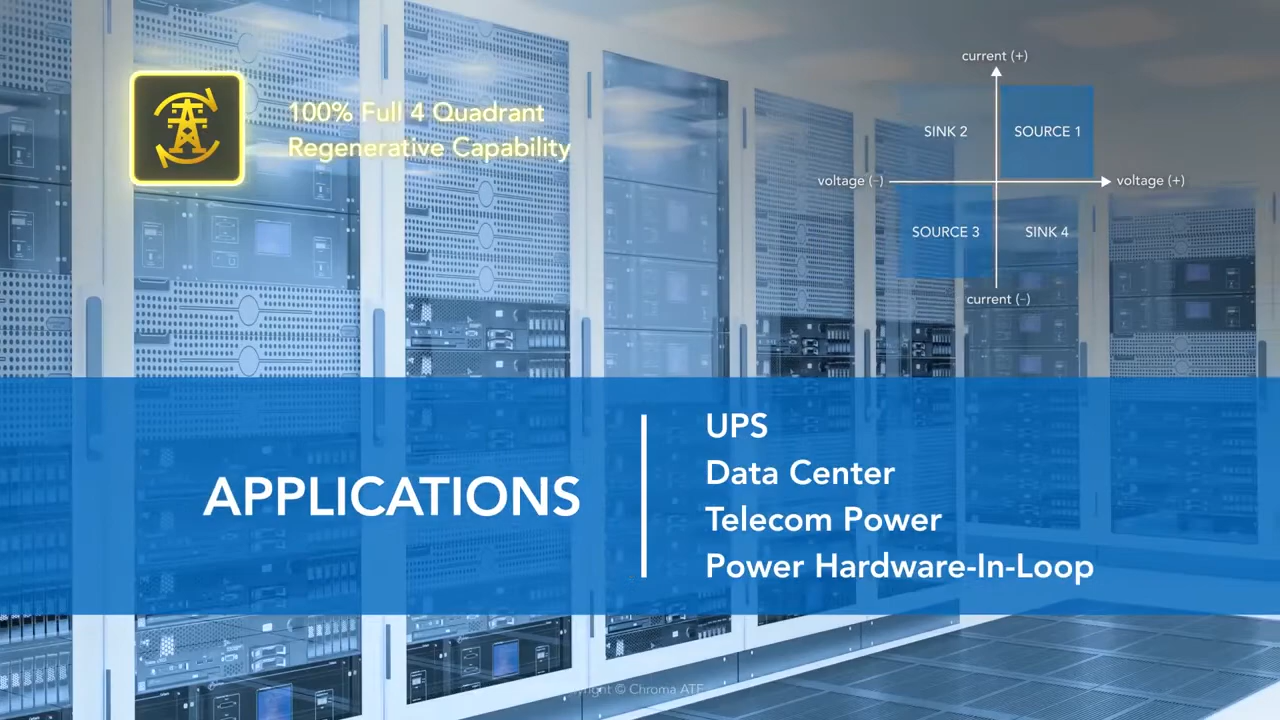 100% Full 4 Quadrant
Regenerative Capability
current (+)
SINK 2
SOURCE 1
voltage (−)
voltage (+)
SOURCE 3
SINK 4
current (−)
APPLICATIONS
UPS
Data Center
Telecom Power
Power Hardware-In-Loop
© Chroma ATE